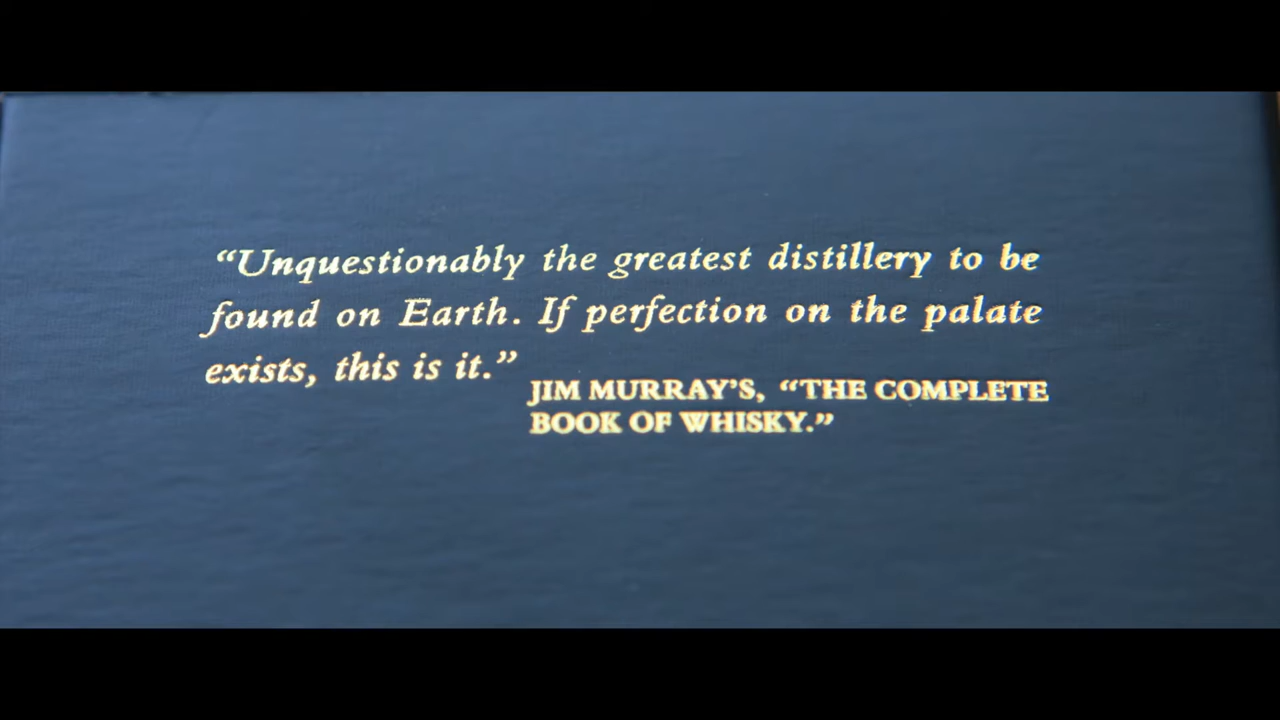 “Unquestionably the greatest distillery to be
found on Earth. If perfection on the palate
exists, this is it.”
JIM MURRAY’S, “THE COMPLETE
BOOK OF WHISKY.”